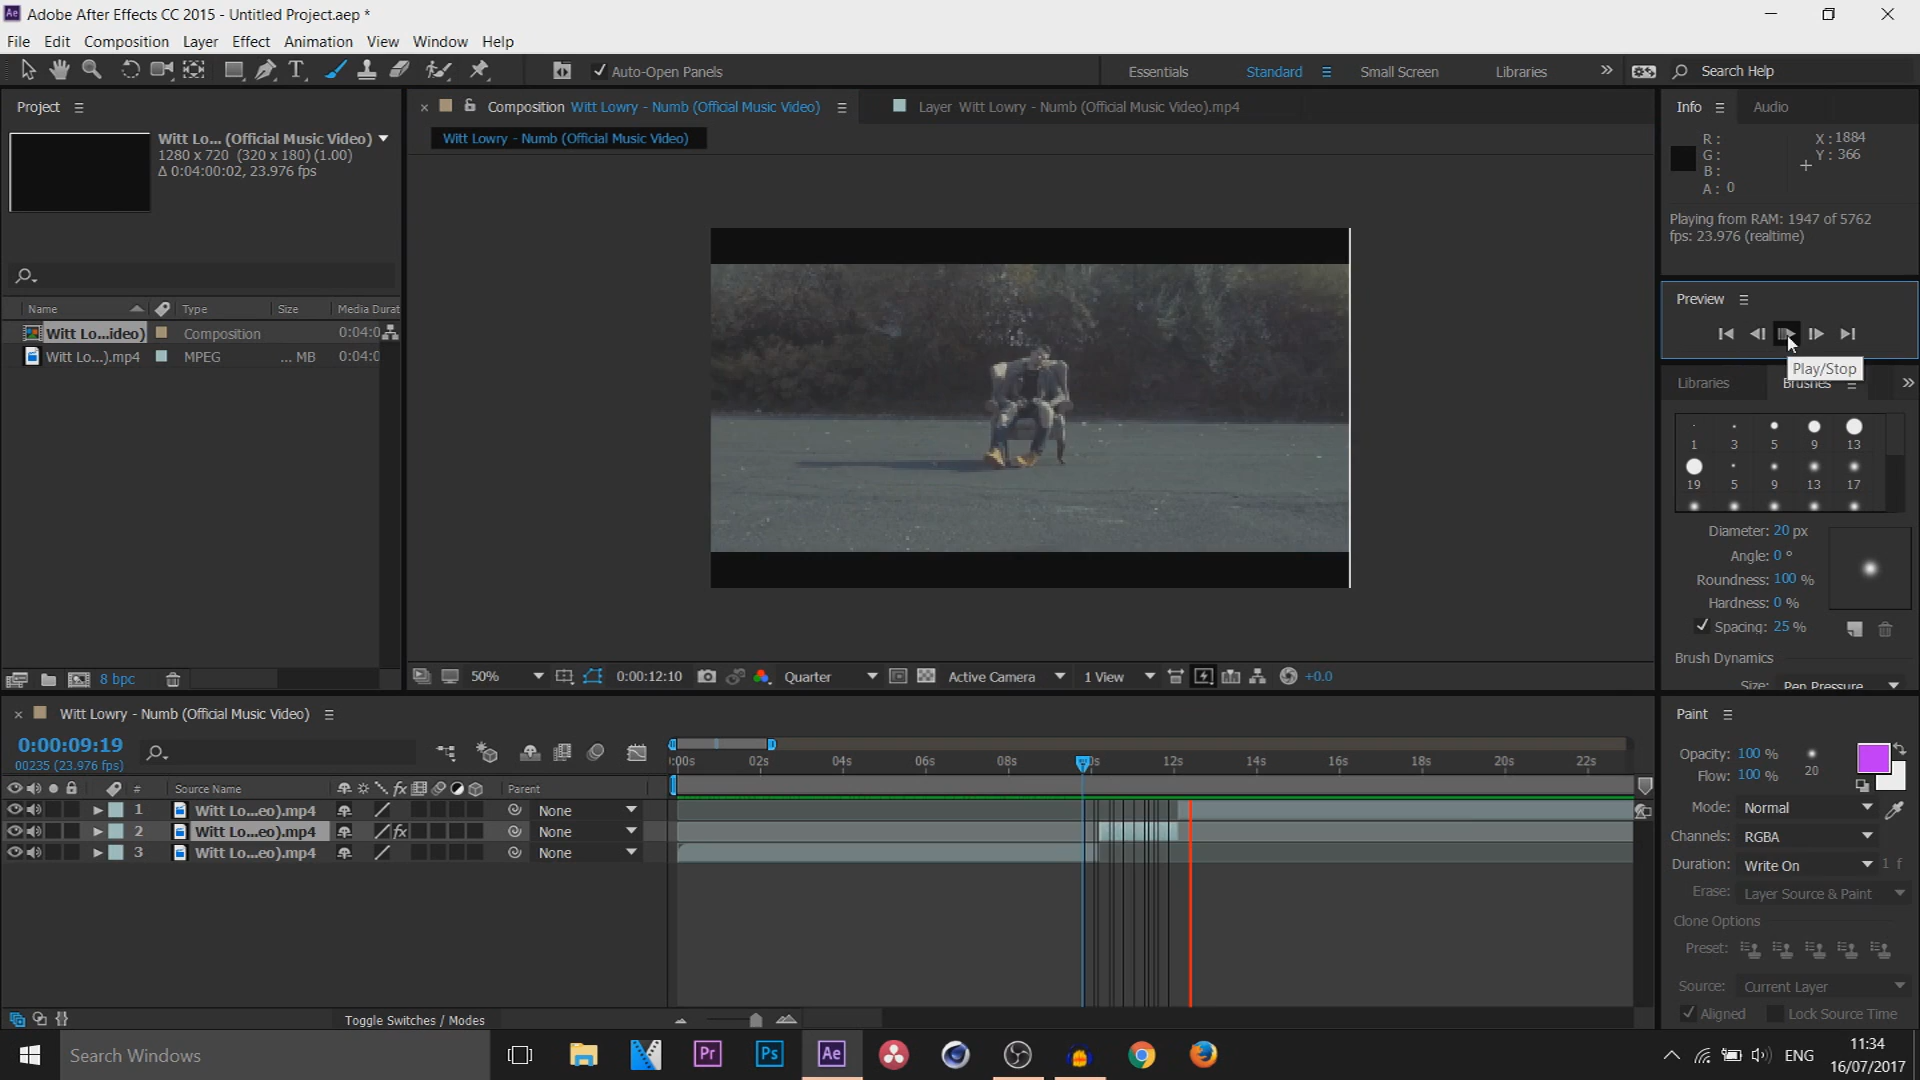 Adobe After Effects CC 2015 - Untitled Project.aep *
File Edit Composition Layer Effect Animation View Window Help
Auto-Open Panels
Essentials Standard Small Screen Libraries Search Help
Project
Witt Lo... (Official Music Video)
1280 x 720 (320 x 180) (1.00)
Δ 0:04:00:02, 23.976 fps
Name Type Size Media Durat
Witt Lo...ideo) Composition 0:04:0
Witt Lo...).mp4 MPEG ... MB 0:04:0
8 bpc
Composition Witt Lowry - Numb (Official Music Video)
Layer Witt Lowry - Numb (Official Music Video).mp4
Witt Lowry - Numb (Official Music Video)
50% 0:00:12:10 Quarter Active Camera 1 View +0.0
Info Audio
R :
G :
B :
A : 0
X : 1884
Y : 366
Playing from RAM: 1947 of 5762
fps: 23.976 (realtime)
Preview
Play/Stop
Libraries Brushes
1 3 5 9 13
19 5 9 13 17
Diameter: 20 px
Angle: 0 °
Roundness: 100 %
Hardness: 0 %
Spacing: 25 %
Brush Dynamics
Size: Pen Pressure
Witt Lowry - Numb (Official Music Video)
0:00:09:19
00235 (23.976 fps)
:00s 02s 04s 06s 08s 0s 12s 14s 16s 18s 20s 22s
# Source Name fx Parent
1 Witt Lo...eo).mp4 None
2 Witt Lo...eo).mp4 fx None
3 Witt Lo...eo).mp4 None
Toggle Switches / Modes
Paint
Opacity: 100 %
Flow: 100 %
20
Mode: Normal
Channels: RGBA
Duration: Write On 1 f
Erase: Layer Source & Paint
Clone Options
Preset:
Source: Current Layer
Aligned Lock Source Time
Search Windows
Pr Ps Ae
ENG
11:34
16/07/2017